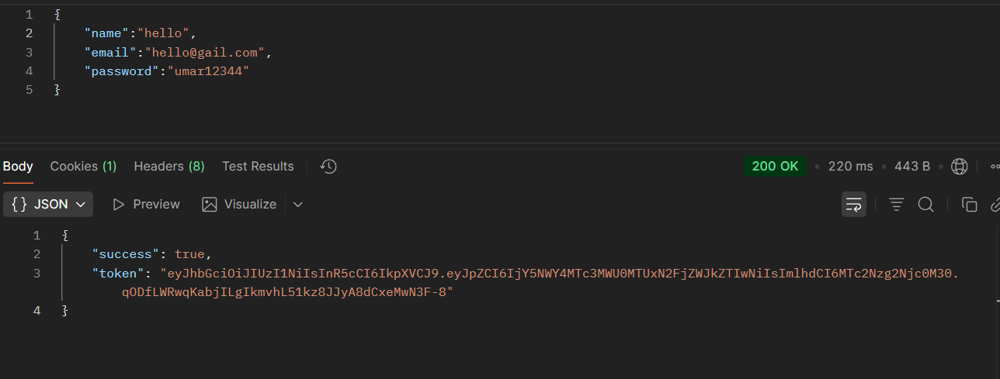 1 {
2 "name":"hello",
3 "email":"hello@gail.com",
4 "password":"umar12344"
5 }
Body Cookies (1) Headers (8) Test Results 200 OK • 220 ms • 443 B •
{} JSON Preview Visualize
1 {
2 "success": true,
3 "token": "eyJhbGciOiJIUzI1NiIsInR5cCI6IkpXVCJ9.eyJpZCI6IjY5NWY4MTc3MWU0MTUxN2FjZWJkZTIwNiIsImlhdCI6MTc2Nzg2Njc0M30.
qODfLWRwqKabjILgIkmvhL51kz8JJyA8dCxeMwN3F-8"
4 }